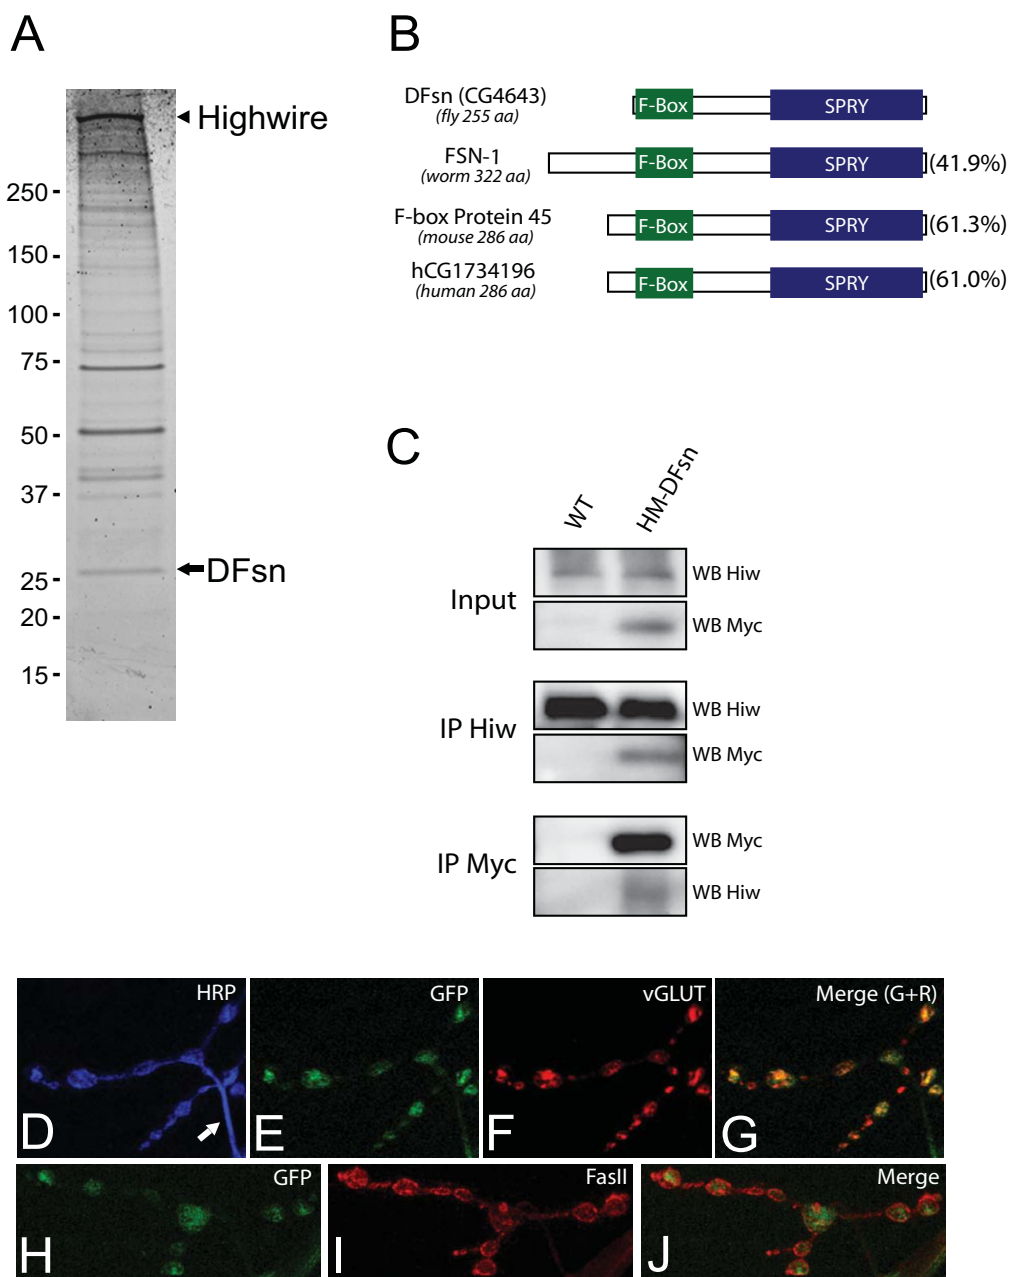 A
Highwire
250
150
100
75
50
37
DFsn
25
20
15
B
DFsn (CG4643)
(fly 255 aa)
F-Box
SPRY
FSN-1
(worm 322 aa)
F-Box
SPRY
(41.9%)
F-box Protein 45
(mouse 286 aa)
F-Box
SPRY
(61.3%)
hCG1734196
(human 286 aa)
F-Box
SPRY
(61.0%)
C
WT
HM-DFsn
Input
WB Hiw
WB Myc
IP Hiw
WB Hiw
WB Myc
IP Myc
WB Myc
WB Hiw
HRP
D
GFP
E
vGLUT
F
Merge (G+R)
G
GFP
H
FasII
I
Merge
J